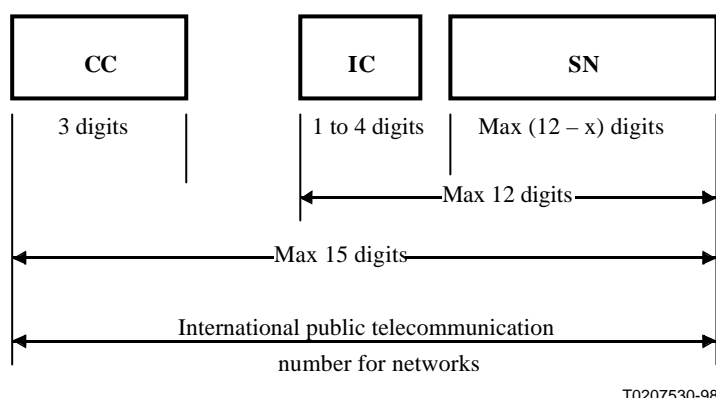 CC IC SN
3 digits 1 to 4 digits Max (12 – x) digits
Max 12 digits
Max 15 digits
International public telecommunication
number for networks
T0207530-98